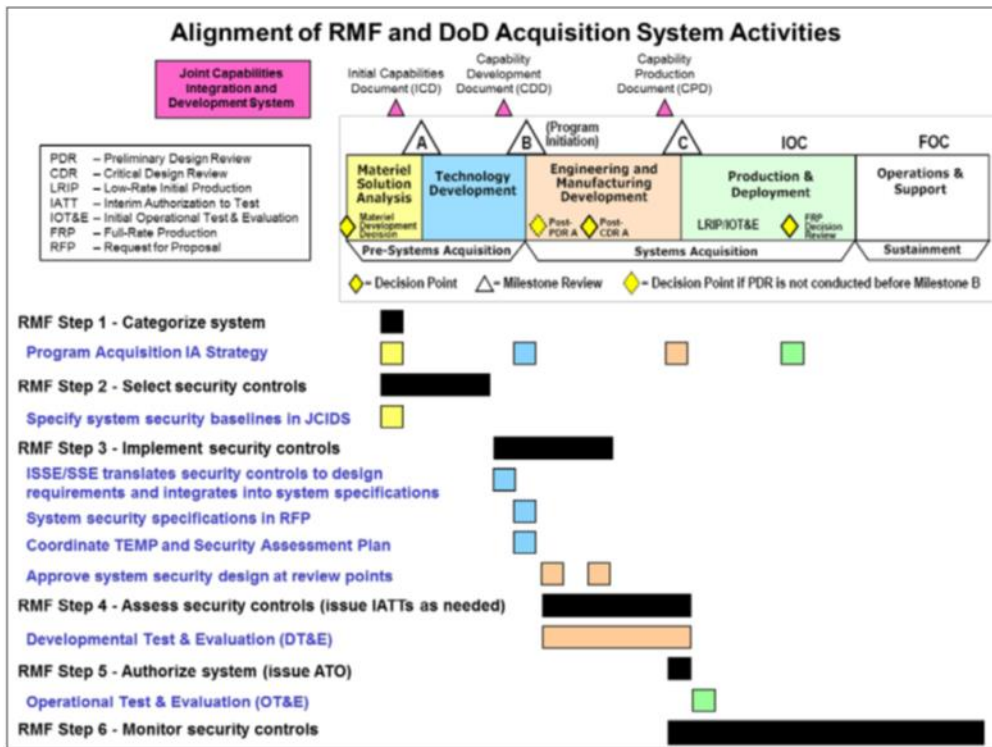 Alignment of RMF and DoD Acquisition System Activities
Joint Capabilities
Integration and
Development System
Initial Capabilities
Document (ICD)
Capability
Development
Document (CDD)
Capability
Production
Document (CPD)
PDR – Preliminary Design Review
CDR – Critical Design Review
LRIP – Low-Rate Initial Production
IATT – Interim Authorization to Test
IOT&E – Initial Operational Test & Evaluation
FRP – Full-Rate Production
RFP – Request for Proposal
A
B
(Program
Initiation)
C
IOC
FOC
Materiel
Solution
Analysis
Technology
Development
Engineering and
Manufacturing
Development
Production &
Deployment
Operations &
Support
Materiel
Development
Decision
Post-
PDR A
Post-
CDR A
LRIP/IOT&E
FRP
Decision
Review
Pre-Systems Acquisition
Systems Acquisition
Sustainment
= Decision Point
= Milestone Review
= Decision Point if PDR is not conducted before Milestone B
RMF Step 1 - Categorize system
Program Acquisition IA Strategy
RMF Step 2 - Select security controls
Specify system security baselines in JCIDS
RMF Step 3 - Implement security controls
ISSE/SSE translates security controls to design
requirements and integrates into system specifications
System security specifications in RFP
Coordinate TEMP and Security Assessment Plan
Approve system security design at review points
RMF Step 4 - Assess security controls (issue IATTs as needed)
Developmental Test & Evaluation (DT&E)
RMF Step 5 - Authorize system (issue ATO)
Operational Test & Evaluation (OT&E)
RMF Step 6 - Monitor security controls